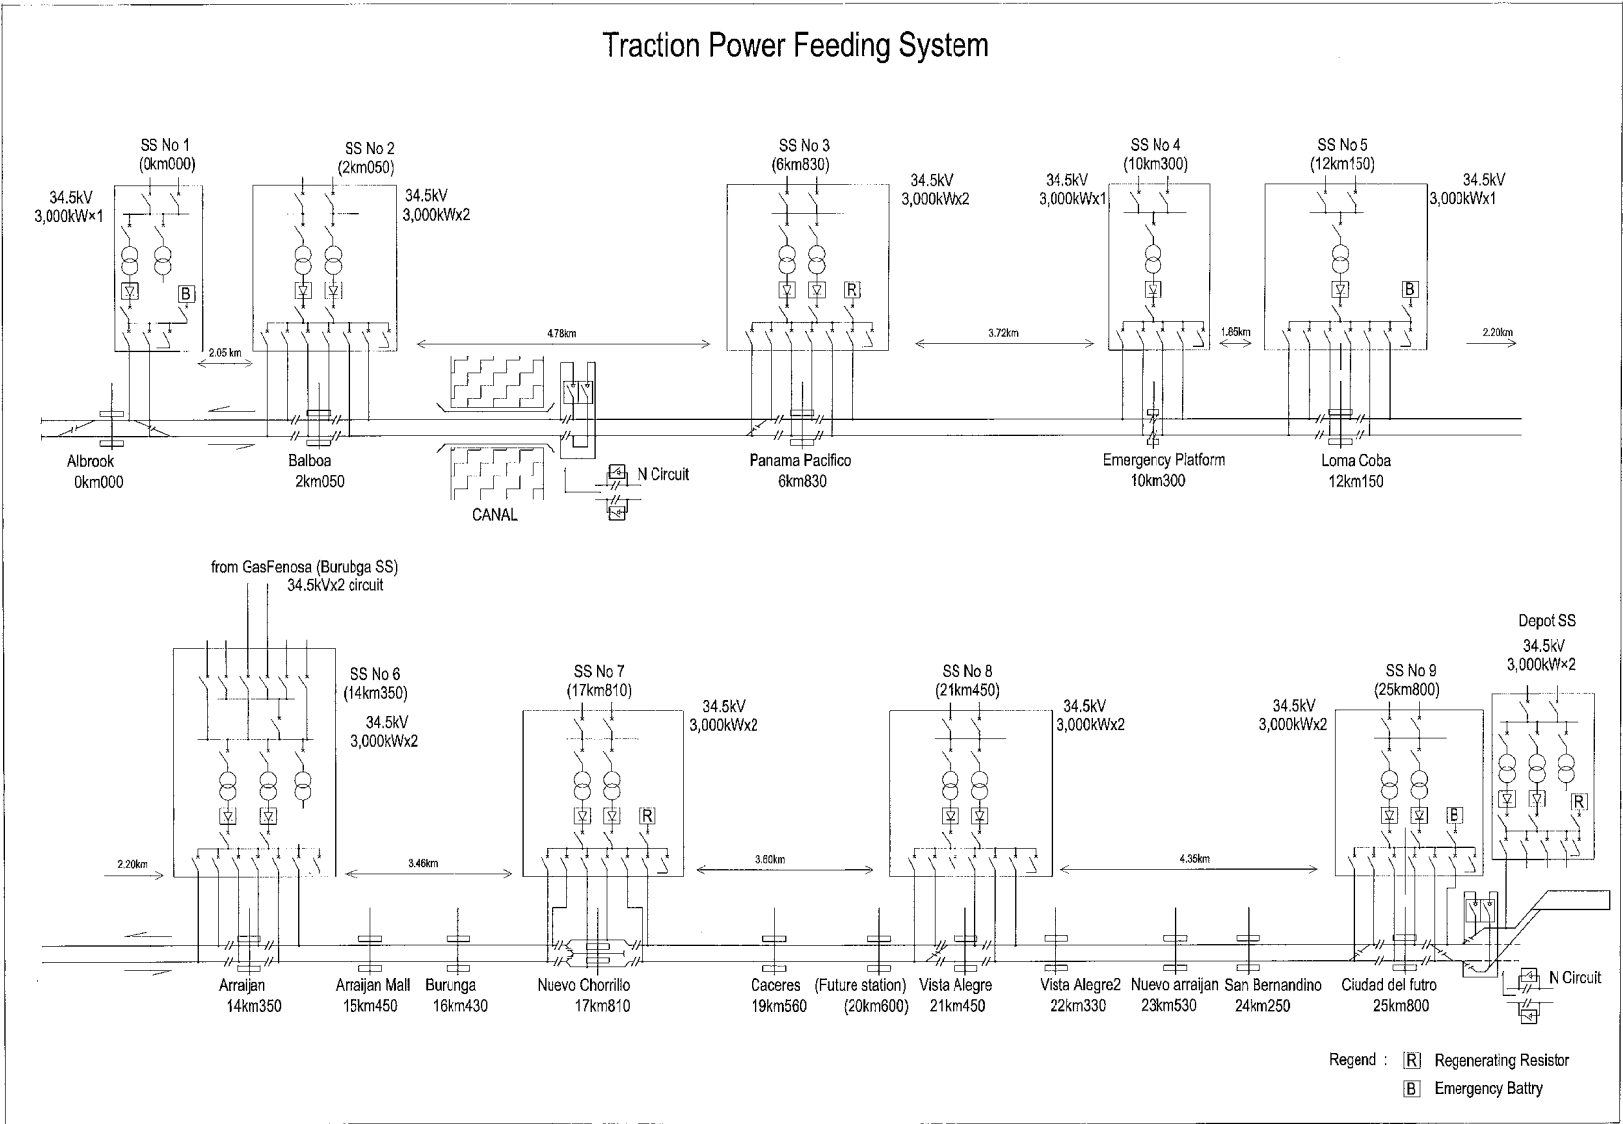 Traction Power Feeding System
SS No 1
(0km000)
34.5kV
3,000kW×1
B
SS No 2
(2km050)
34.5kV
3,000kWx2
SS No 3
(6km830)
34.5kV
3,000kWx2
R
SS No 4
(10km300)
34.5kV
3,000kWx1
SS No 5
(12km150)
34.5kV
3,000kWx1
B
2.05 km
4.78km
3.72km
1.85km
2.20km
Albrook
0km000
Balboa
2km050
CANAL
N Circuit
Panama Pacifico
6km830
Emergency Platform
10km300
Loma Coba
12km150
from GasFenosa (Burubga SS)
34.5kVx2 circuit
SS No 6
(14km350)
34.5kV
3,000kWx2
SS No 7
(17km810)
34.5kV
3,000kWx2
R
SS No 8
(21km450)
34.5kV
3,000kWx2
SS No 9
(25km800)
34.5kV
3,000kWx2
B
Depot SS
34.5kV
3,000kW×2
R
2.20km
3.46km
3.60km
4.35km
Arraijan
14km350
Arraijan Mall
15km450
Burunga
16km430
Nuevo Chorrillo
17km810
Caceres
19km560
(Future station)
(20km600)
Vista Alegre
21km450
Vista Alegre2
22km330
Nuevo arraijan
23km530
San Bernandino
24km250
Ciudad del futro
25km800
N Circuit
Regend : R Regenerating Resistor
B Emergency Battry